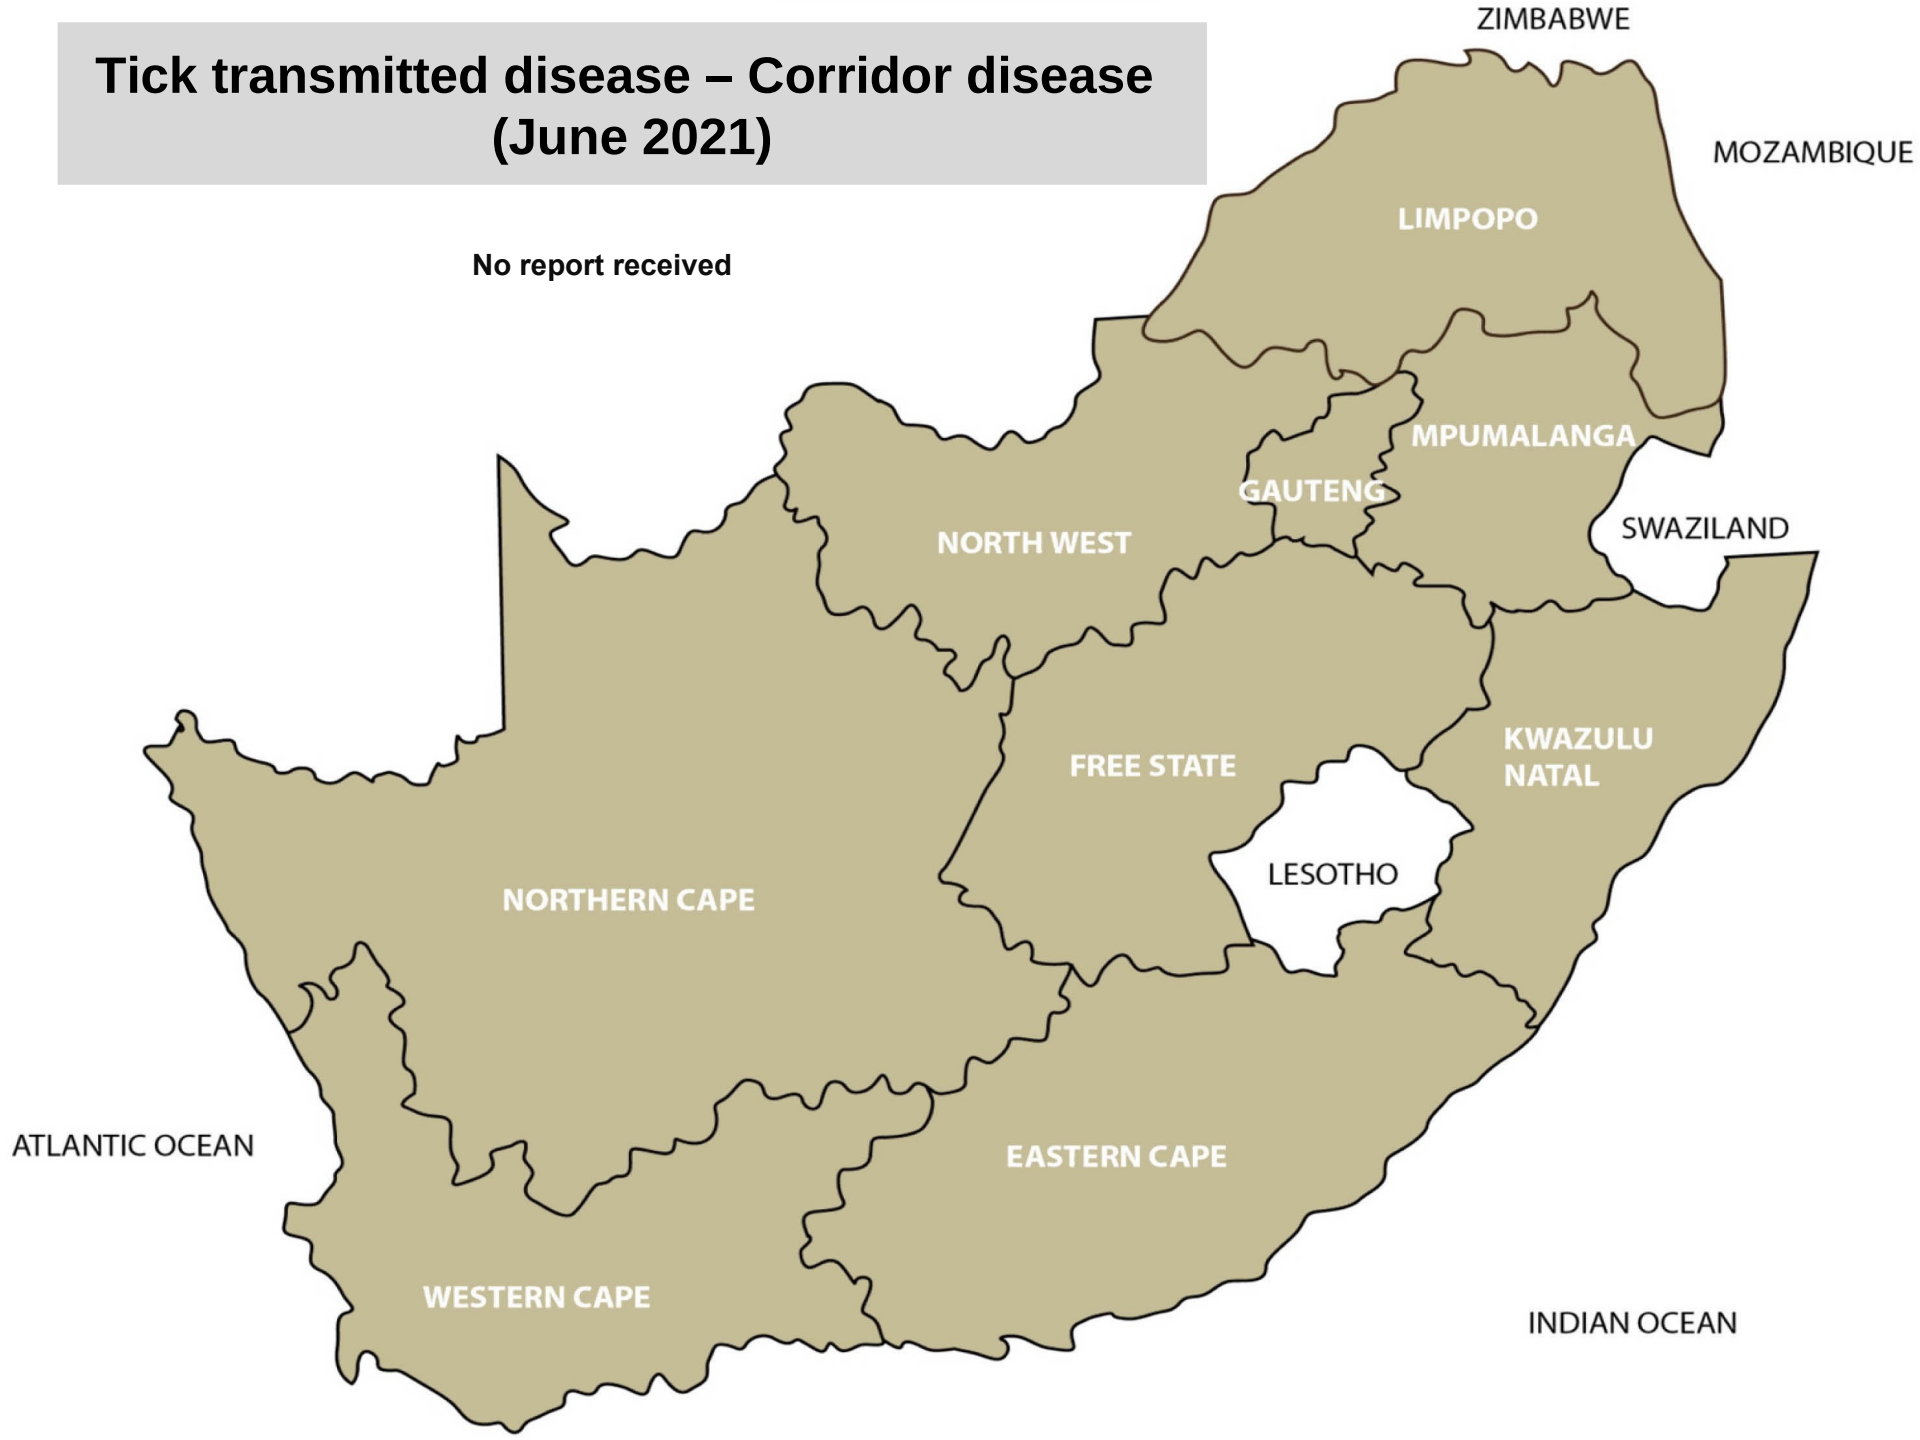 ZIMBABWE
Tick transmitted disease – Corridor disease
(June 2021)
MOZAMBIQUE
LIMPOPO
No report received
MPUMALANGA
GAUTENG
SWAZILAND
NORTH WEST
KWAZULU
NATAL
FREE STATE
LESOTHO
NORTHERN CAPE
ATLANTIC OCEAN
EASTERN CAPE
WESTERN CAPE
INDIAN OCEAN